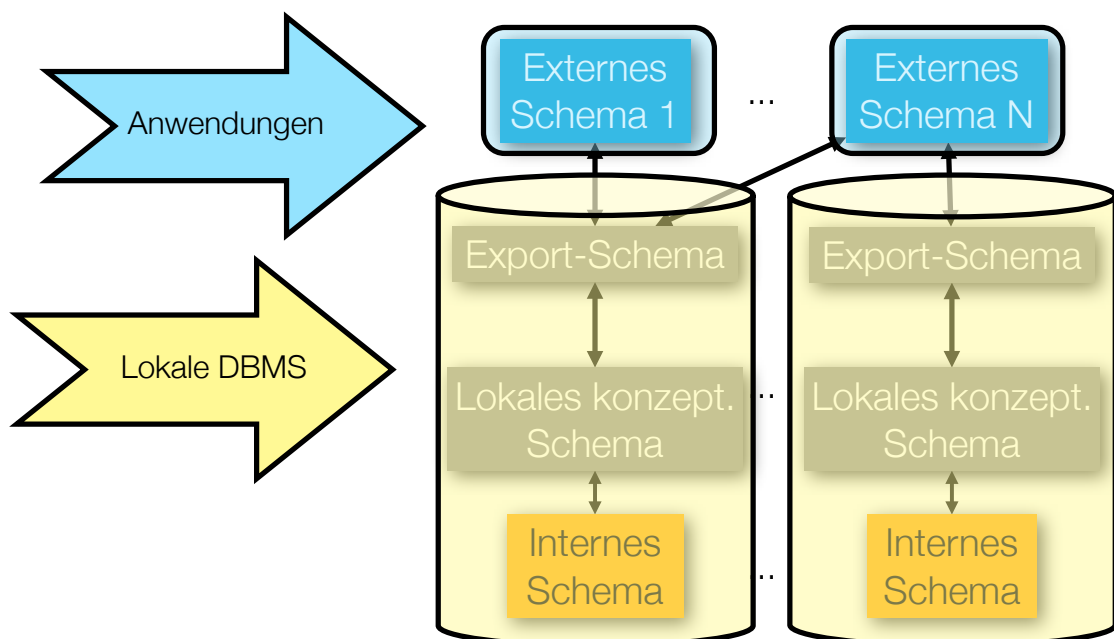 Externes
Schema 1
...
Externes
Schema N
Anwendungen
Export-Schema
Export-Schema
Lokale DBMS
Lokales konzept.
Schema
...
Lokales konzept.
Schema
Internes
Schema
...
Internes
Schema